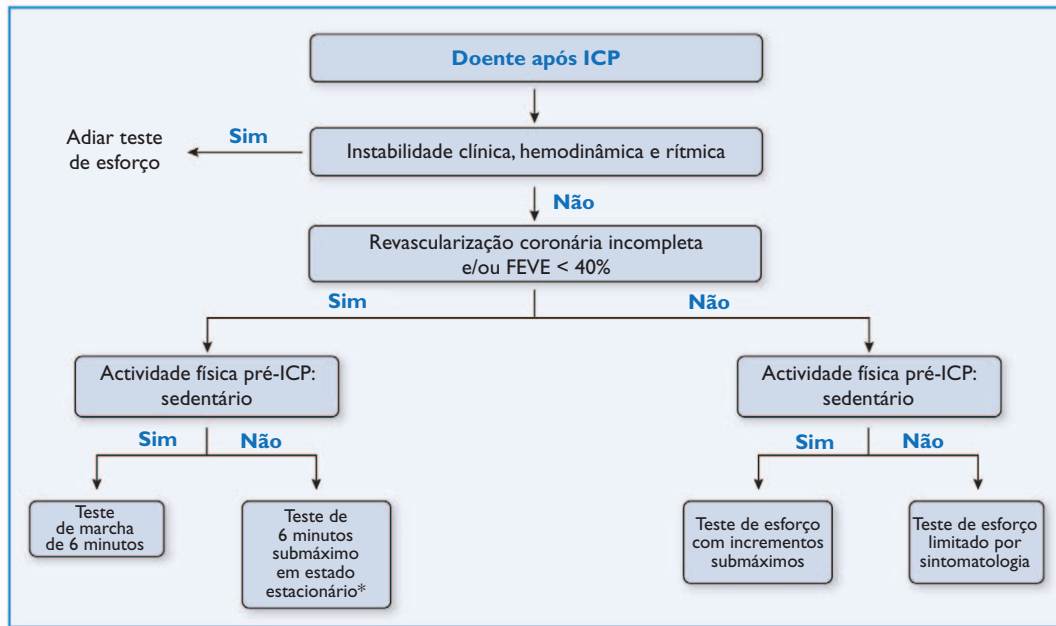 Doente após ICP
Adiar teste
de esforço
Sim
Instabilidade clínica, hemodinâmica e rítmica
Não
Revascularização coronária incompleta
e/ou FEVE < 40%
Sim
Não
Actividade física pré-ICP:
sedentário
Actividade física pré-ICP:
sedentário
Sim
Não
Sim
Não
Teste
de marcha
de 6 minutos
Teste de
6 minutos
submáximo
em estado
estacionário*
Teste de esforço
com incrementos
submáximos
Teste de esforço
limitado por
sintomatologia